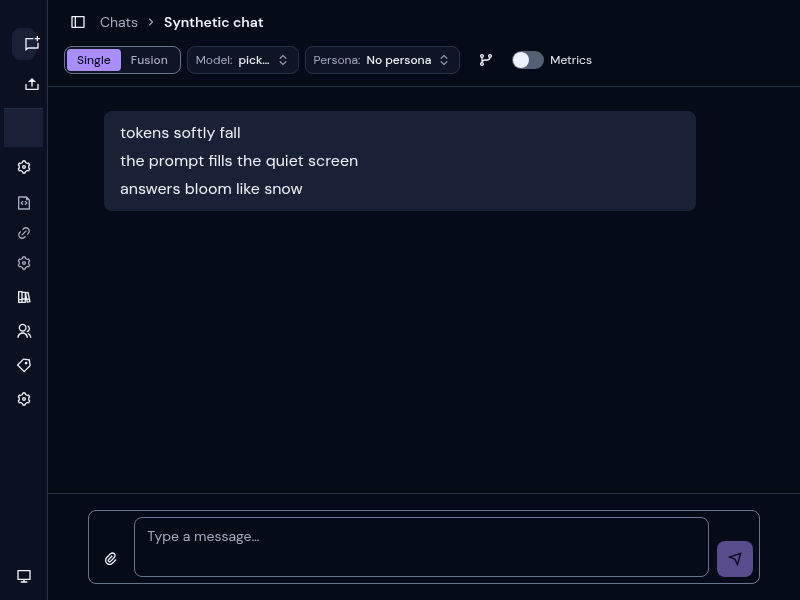 Chats > Synthetic chat
Single Fusion Model: pick... Persona: No persona Metrics
tokens softly fall
the prompt fills the quiet screen
answers bloom like snow
Type a message...